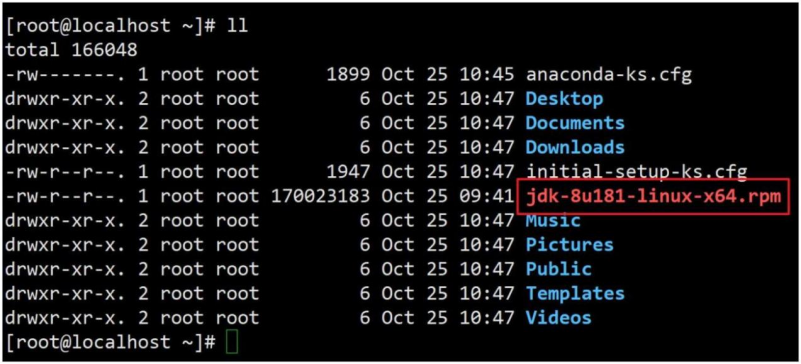 [root@localhost ~]# ll
total 166048
-rw-------. 1 root root      1899 Oct 25 10:45 anaconda-ks.cfg
drwxr-xr-x. 2 root root         6 Oct 25 10:47 Desktop
drwxr-xr-x. 2 root root         6 Oct 25 10:47 Documents
drwxr-xr-x. 2 root root         6 Oct 25 10:47 Downloads
-rw-r--r--. 1 root root      1947 Oct 25 10:47 initial-setup-ks.cfg
-rw-r--r--. 1 root root 170023183 Oct 25 09:41 jdk-8u181-linux-x64.rpm
drwxr-xr-x. 2 root root         6 Oct 25 10:47 Music
drwxr-xr-x. 2 root root         6 Oct 25 10:47 Pictures
drwxr-xr-x. 2 root root         6 Oct 25 10:47 Public
drwxr-xr-x. 2 root root         6 Oct 25 10:47 Templates
drwxr-xr-x. 2 root root         6 Oct 25 10:47 Videos
[root@localhost ~]#